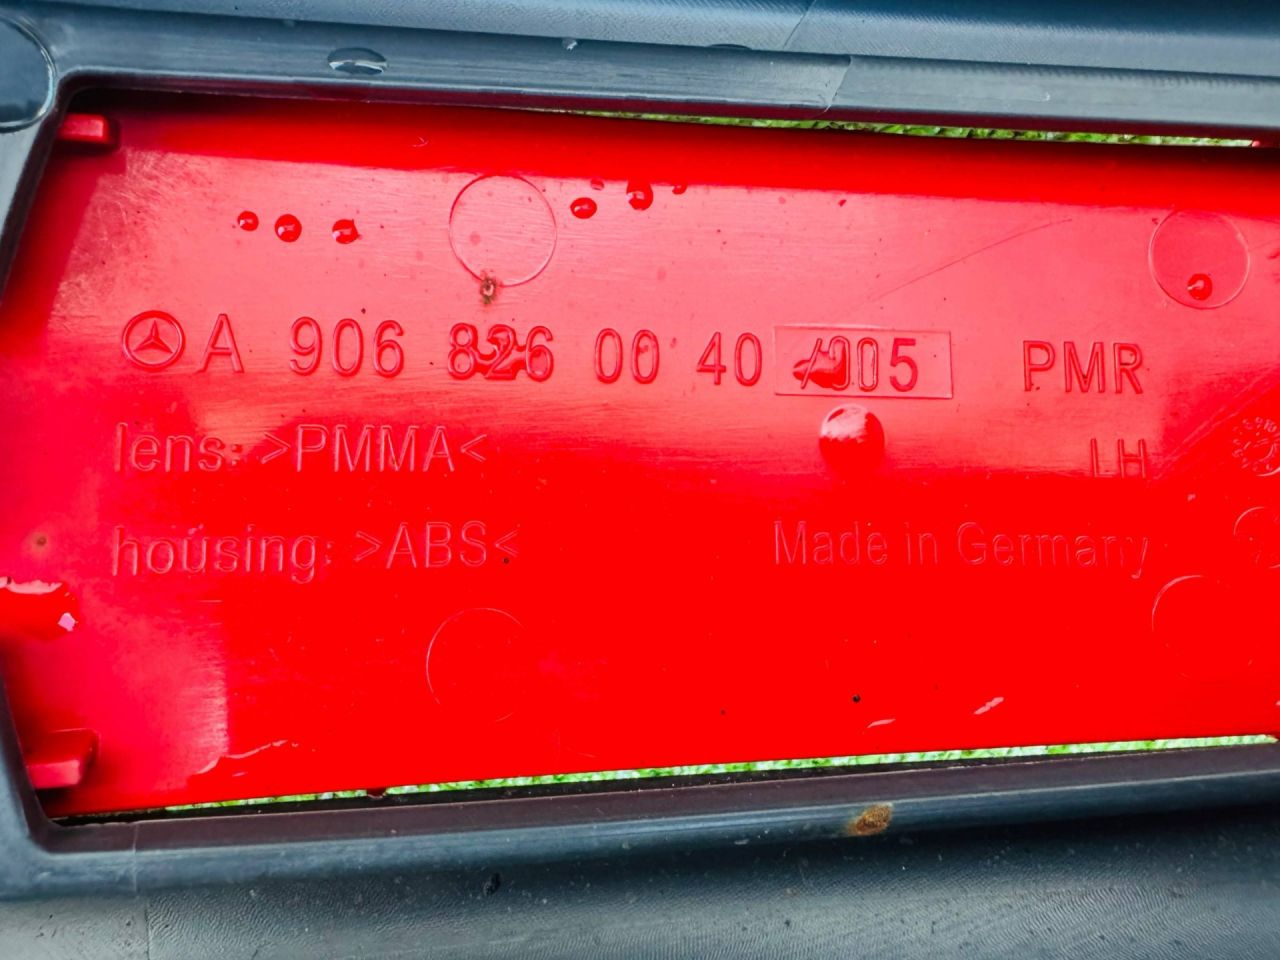 A 906 826 00 40 /005 PMR
lens: >PMMA< LH
housing: >ABS< Made in Germany